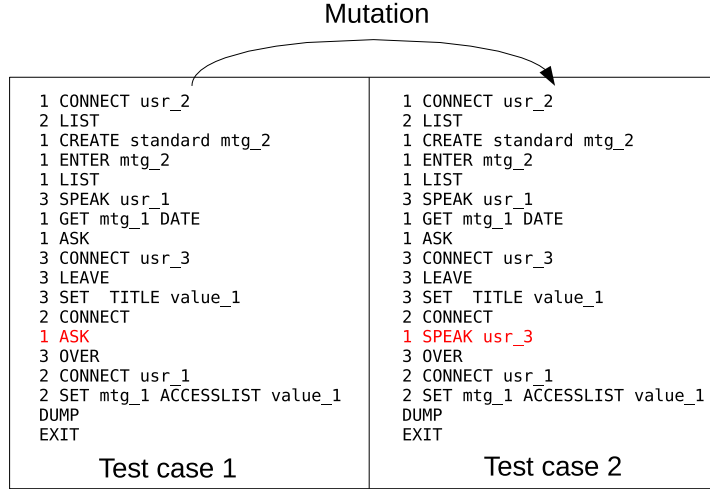 Mutation
1 CONNECT usr_2
2 LIST
1 CREATE standard mtg_2
1 ENTER mtg_2
1 LIST
3 SPEAK usr_1
1 GET mtg_1 DATE
1 ASK
3 CONNECT usr_3
3 LEAVE
3 SET  TITLE value_1
2 CONNECT
1 ASK
3 OVER
2 CONNECT usr_1
2 SET mtg_1 ACCESSLIST value_1
DUMP
EXIT
Test case 1
1 CONNECT usr_2
2 LIST
1 CREATE standard mtg_2
1 ENTER mtg_2
1 LIST
3 SPEAK usr_1
1 GET mtg_1 DATE
1 ASK
3 CONNECT usr_3
3 LEAVE
3 SET  TITLE value_1
2 CONNECT
1 SPEAK usr_3
3 OVER
2 CONNECT usr_1
2 SET mtg_1 ACCESSLIST value_1
DUMP
EXIT
Test case 2